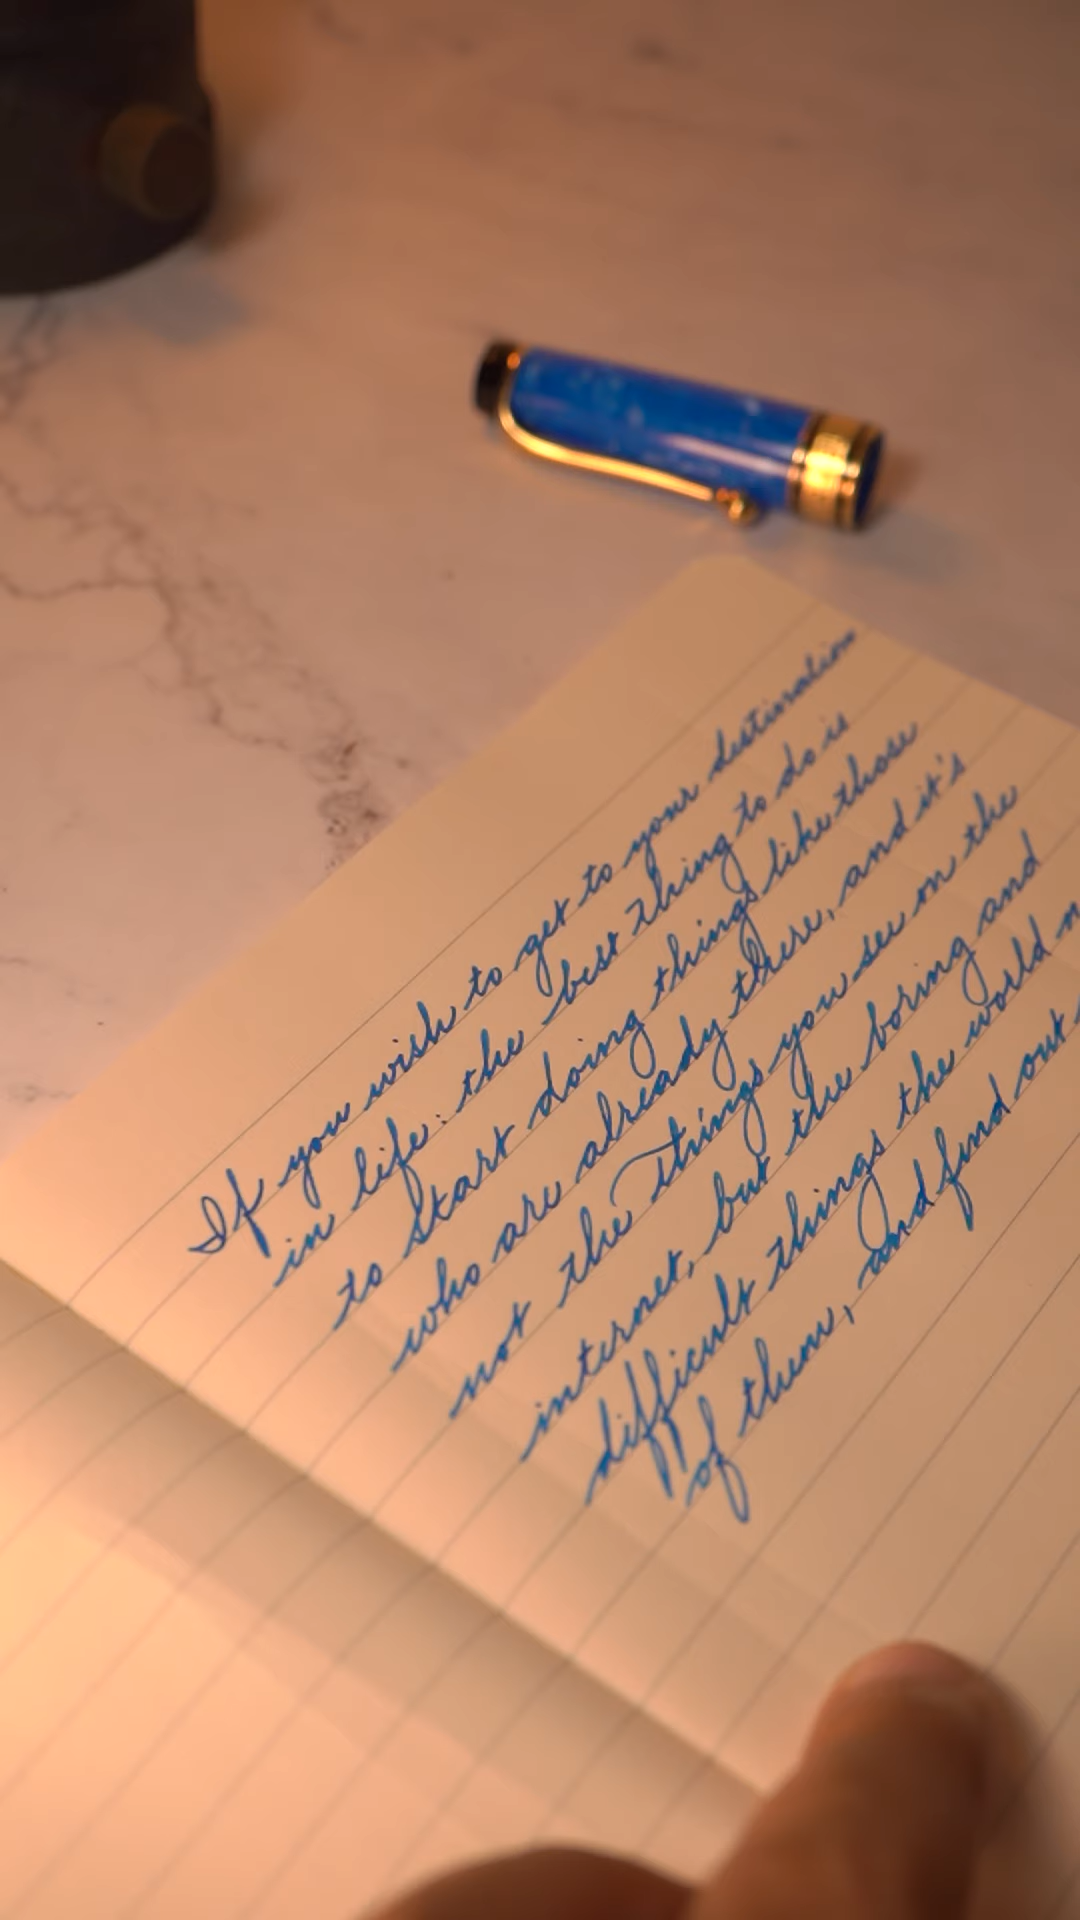 If you wish to get to your destination
in life: the best thing to do is
to start doing things like those
who are already there, and it's
not the things you see on the
internet, but the boring and
difficult things the world
of them, and find out